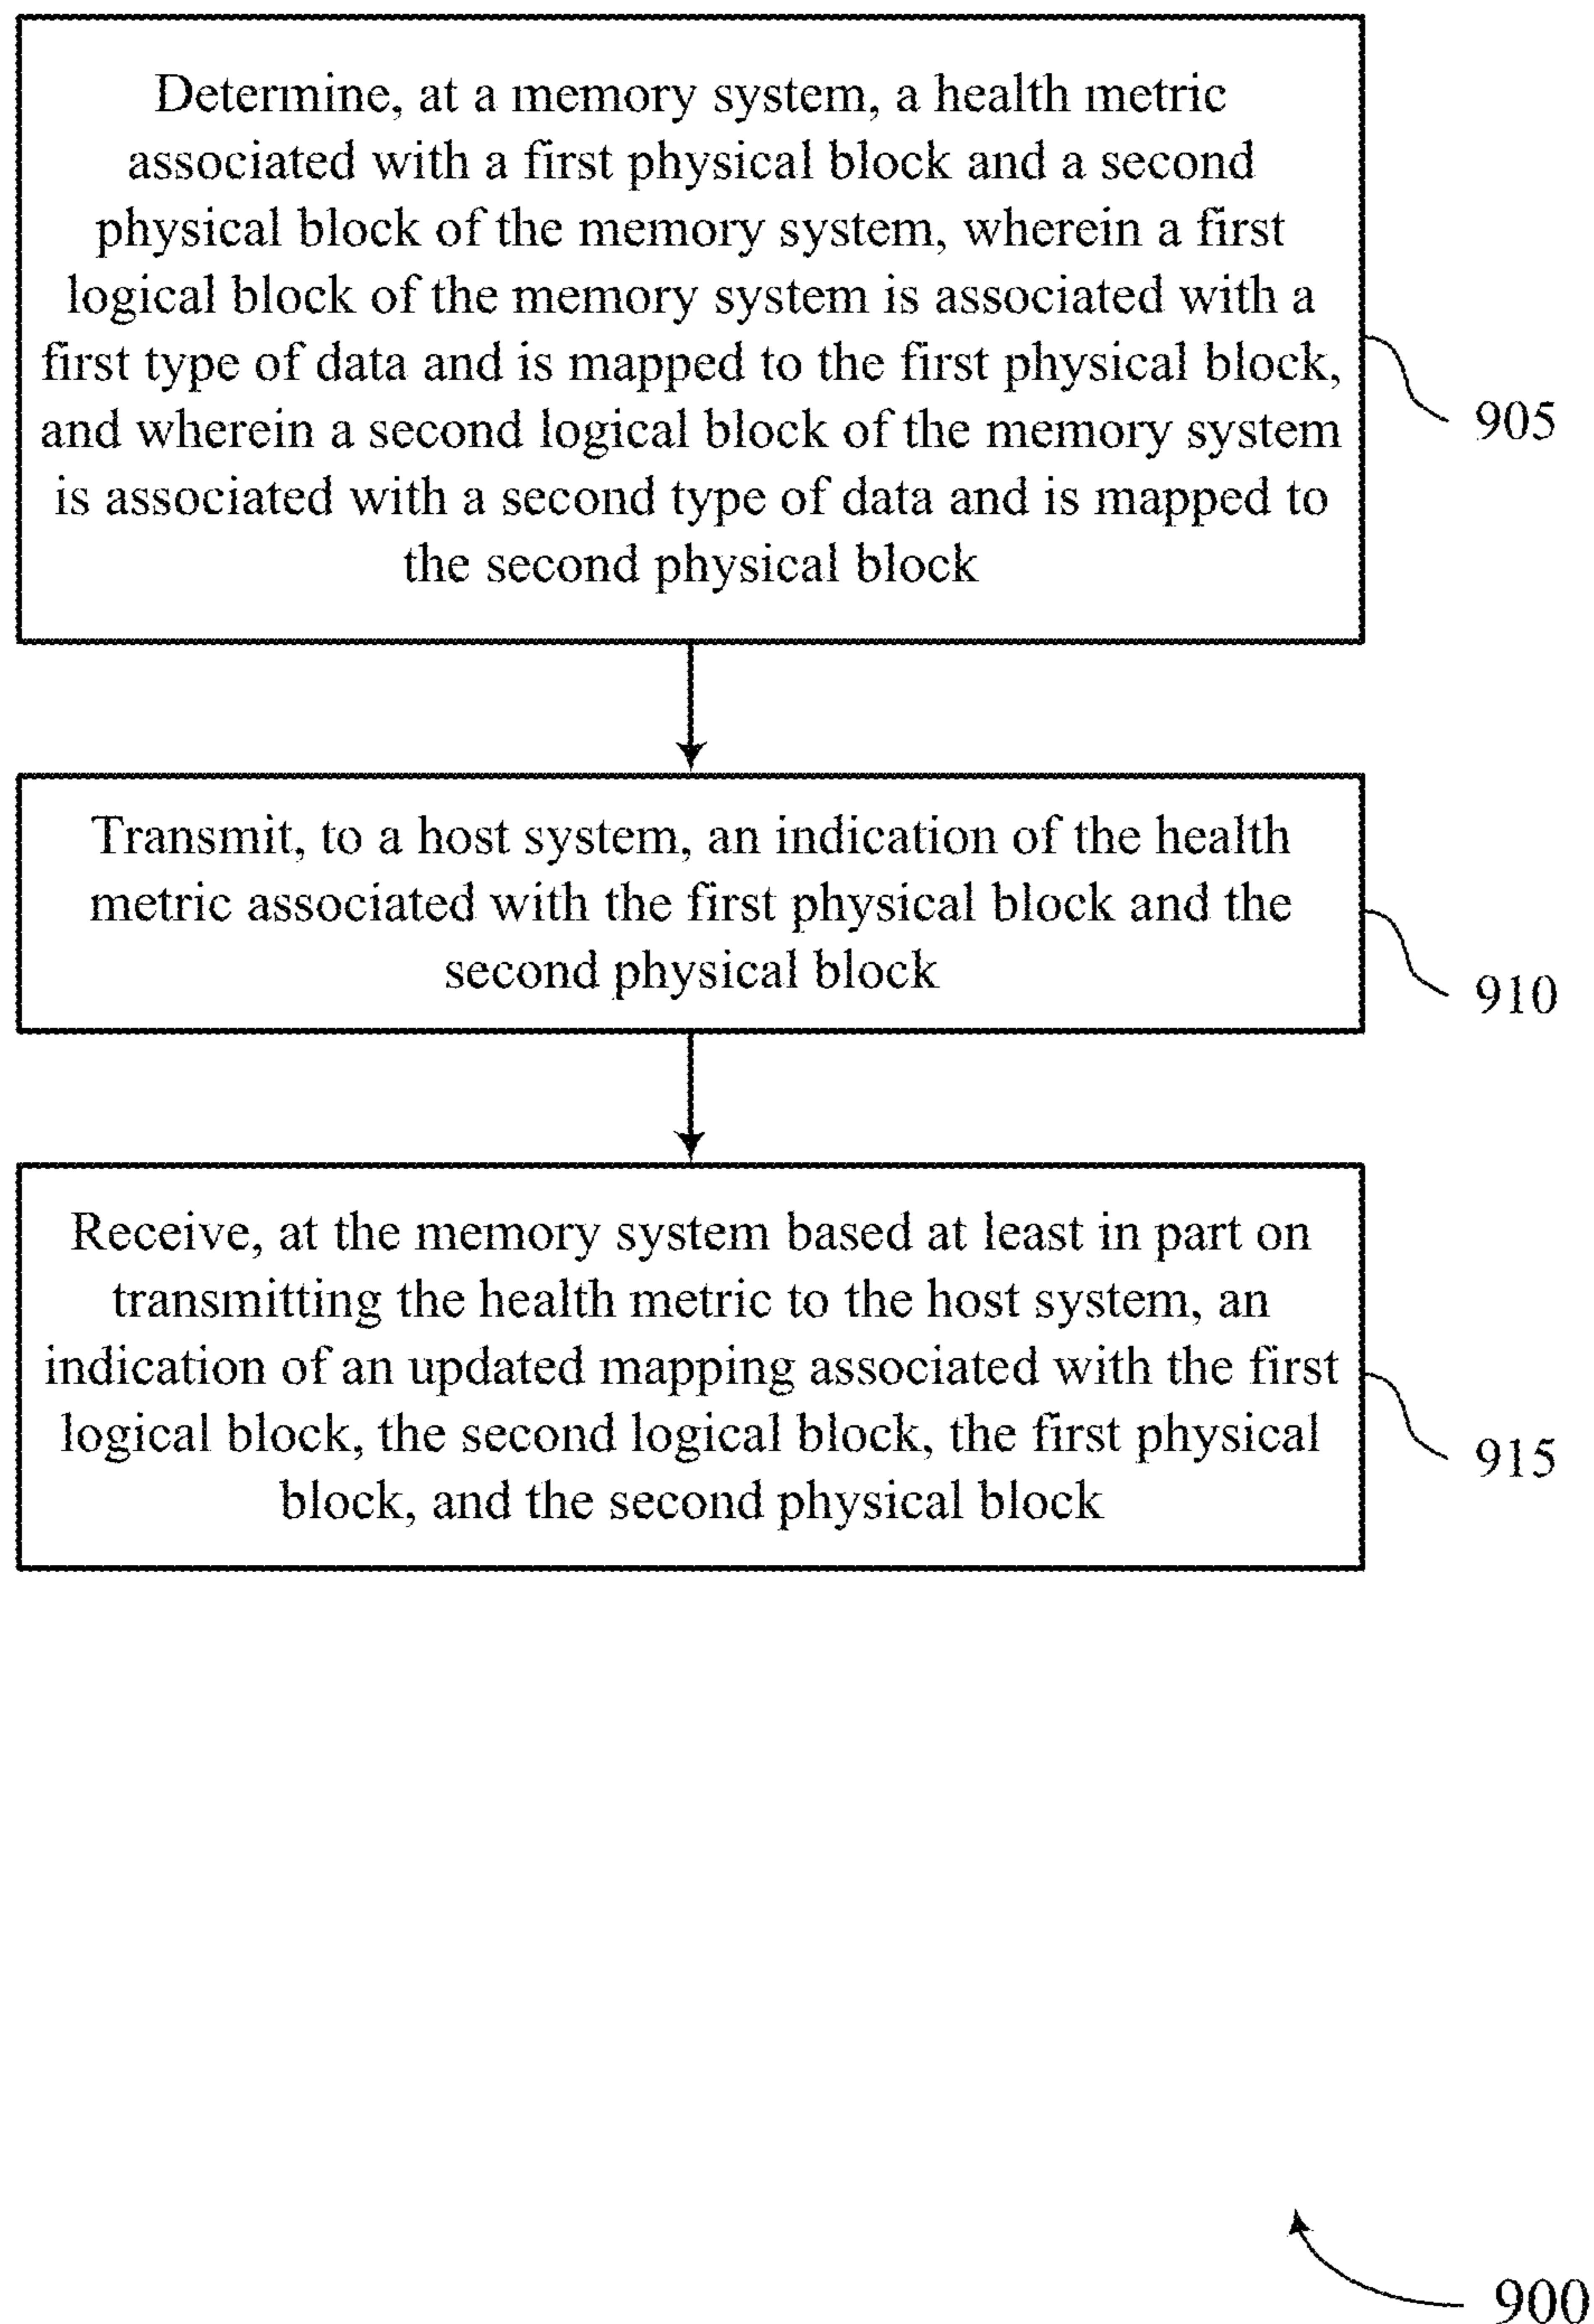 Determine, at a memory system, a health metric
associated with a first physical block and a second
physical block of the memory system, wherein a first
logical block of the memory system is associated with a
first type of data and is mapped to the first physical block,
and wherein a second logical block of the memory system
is associated with a second type of data and is mapped to
the second physical block
905
Transmit, to a host system, an indication of the health
metric associated with the first physical block and the
second physical block
910
Receive, at the memory system based at least in part on
transmitting the health metric to the host system, an
indication of an updated mapping associated with the first
logical block, the second logical block, the first physical
block, and the second physical block
915
900